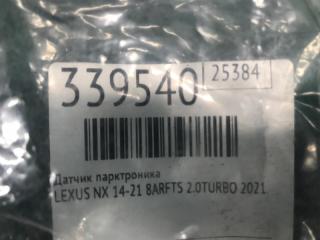 339540 25384
Датчик парктроника
LEXUS NX 14-21 8ARFTS 2.0TURBO 2021